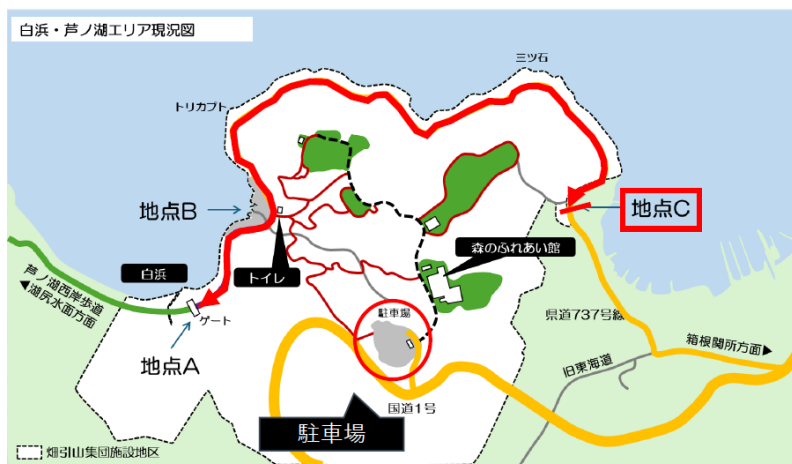 白浜・芦ノ湖エリア現況図
三ツ石
トリカブト
地点B
地点C
トイレ
森のふれあい館
白浜
芦ノ湖西岸歩道
◀湖尻水面方面
ゲート
地点A
駐車場
県道737号線
箱根関所方面▶
旧東海道
国道1号
駐車場
畑引山集団施設地区